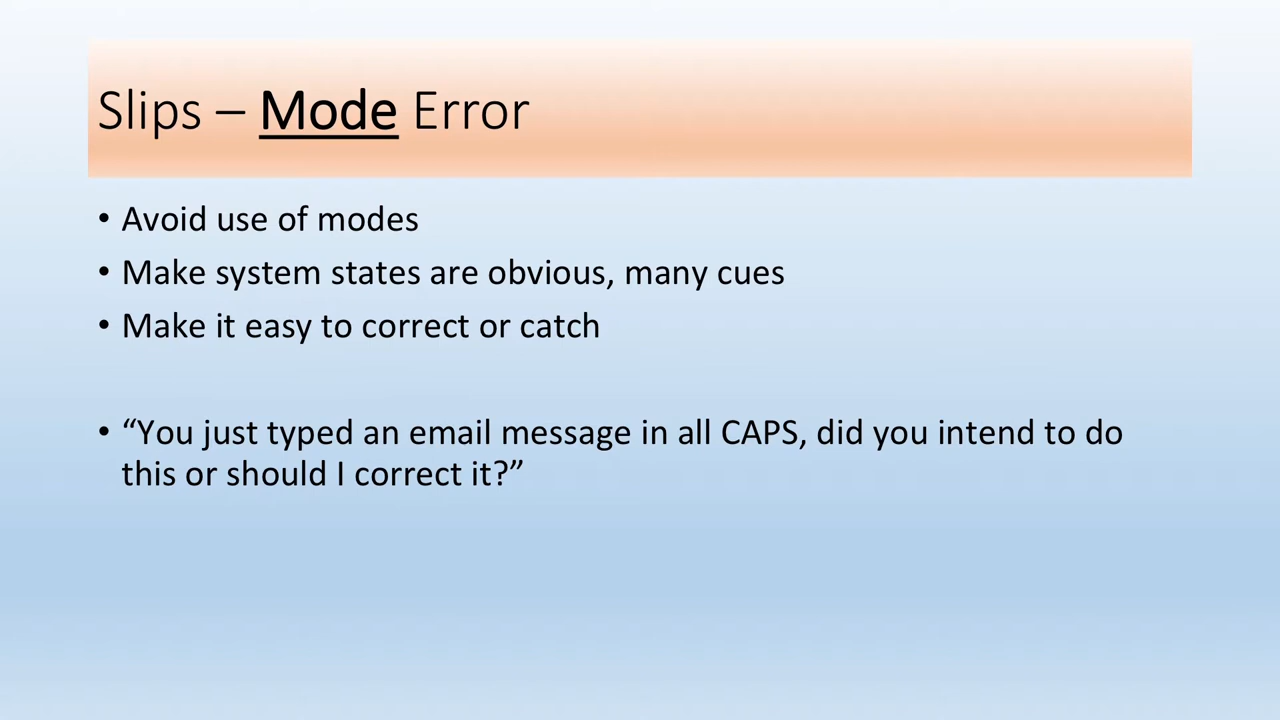 Slips – Mode Error
• Avoid use of modes
• Make system states are obvious, many cues
• Make it easy to correct or catch
• “You just typed an email message in all CAPS, did you intend to do
this or should I correct it?”